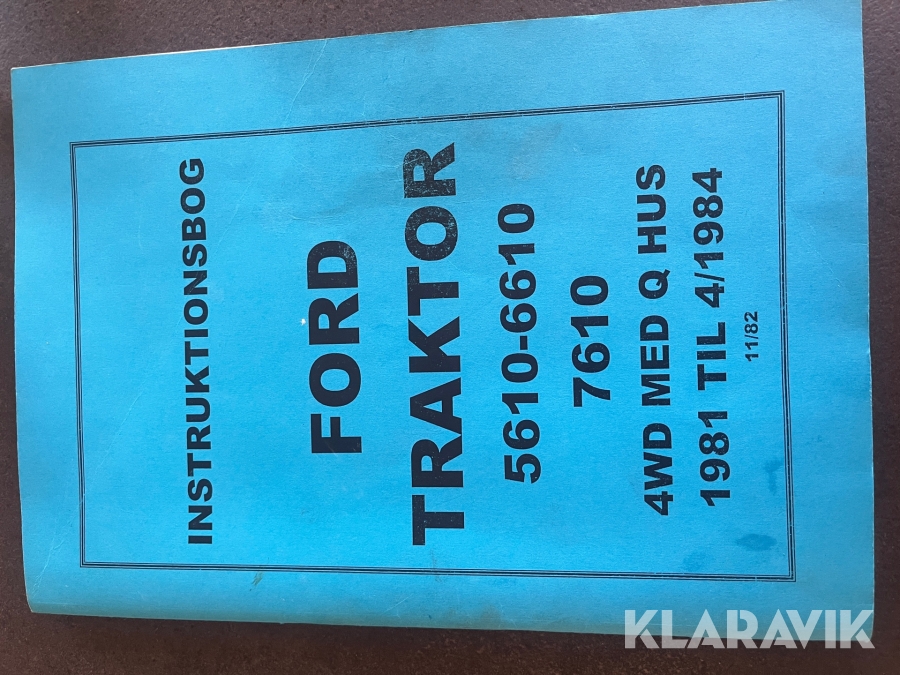 INSTRUKTIONSBOG
FORD
TRAKTOR
5610-6610
7610
4WD MED Q HUS
1981 TIL 4/1984
11/82
KLARAVIK